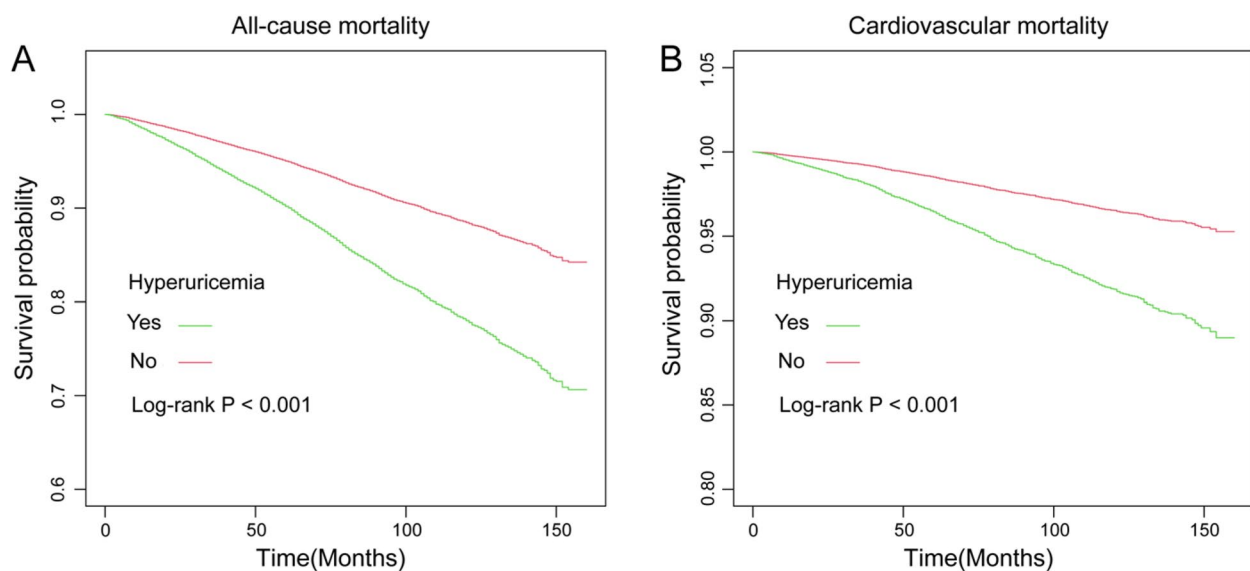 All-cause mortality
A
Survival probability
1.0
0.9
0.8
0.7
0.6
Hyperuricemia
Yes
No
Log-rank P < 0.001
0 50 100 150
Time(Months)
Cardiovascular mortality
B
Survival probability
1.05
1.00
0.95
0.90
0.85
0.80
Hyperuricemia
Yes
No
Log-rank P < 0.001
0 50 100 150
Time(Months)